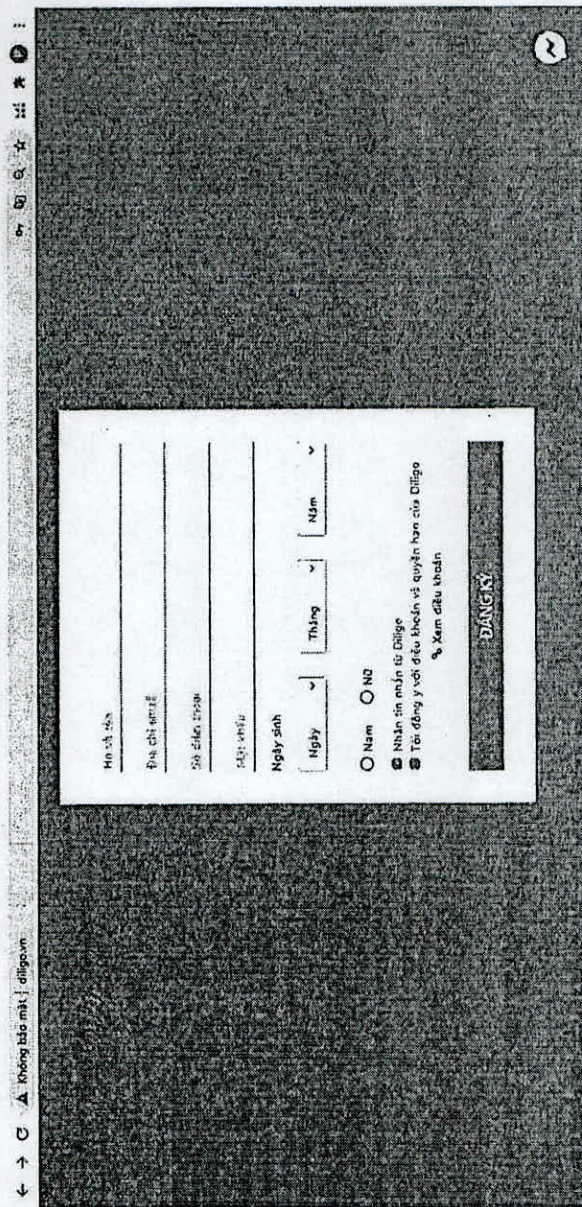 Không bảo mật | diligo.vn
Họ và tên
Địa chỉ email
Số điện thoại
Mật khẩu
Ngày sinh
Ngày Tháng Năm
Nam Nữ
Nhận tin nhắn từ Diligo
Tôi đồng ý với điều khoản và quyền hạn của Diligo
Xem điều khoản
ĐĂNG KÝ